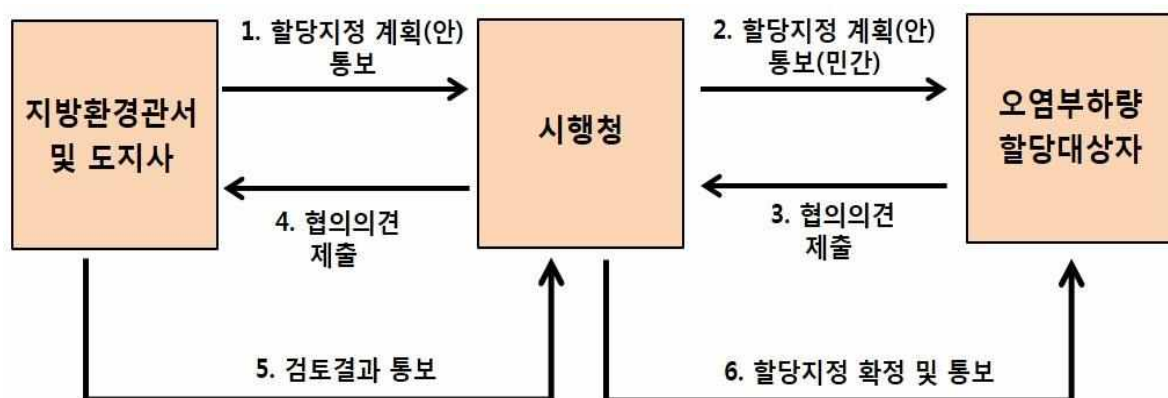 1. 할당지정 계획(안)
통보
2. 할당지정 계획(안)
통보(민간)
지방환경관서
및 도지사
시행청
오염부하량
할당대상자
4. 협의의견
제출
3. 협의의견
제출
5. 검토결과 통보
6. 할당지정 확정 및 통보